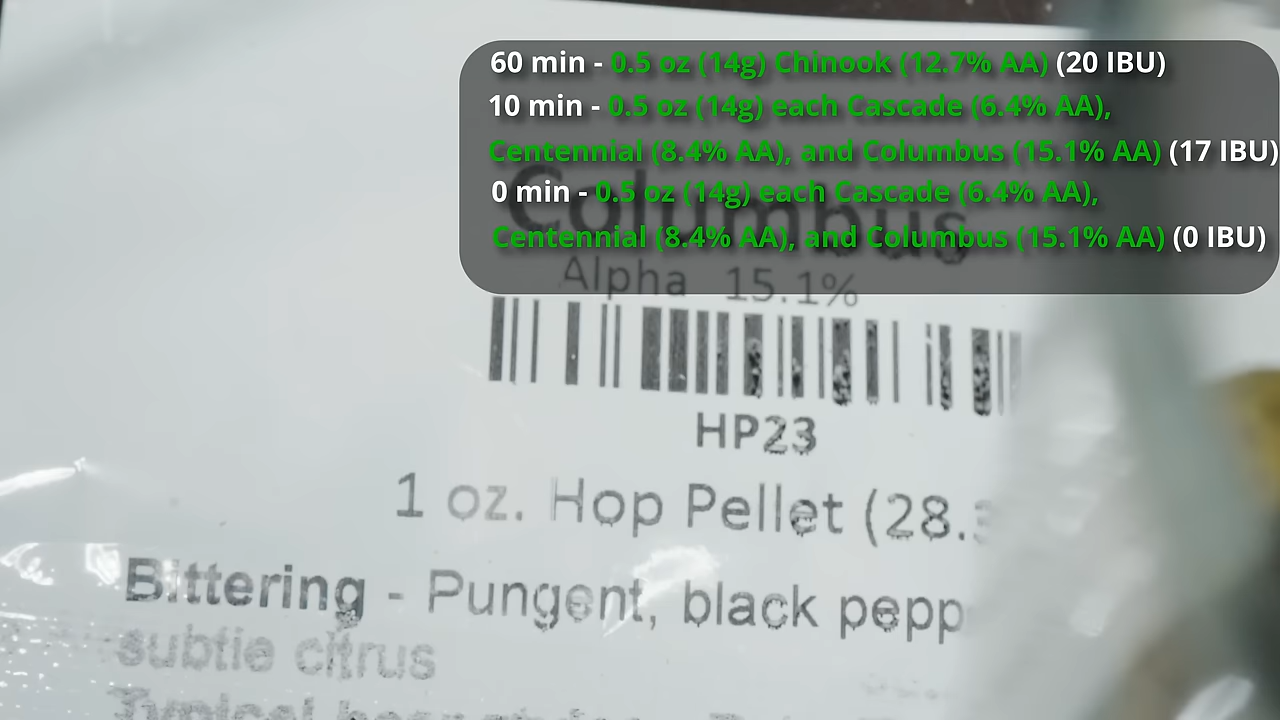 60 min - 0.5 oz (14g) Chinook (12.7% AA) (20 IBU)
10 min - 0.5 oz (14g) each Cascade (6.4% AA),
Centennial (8.4% AA), and Columbus (15.1% AA) (17 IBU)
0 min - 0.5 oz (14g) each Cascade (6.4% AA),
Centennial (8.4% AA), and Columbus (15.1% AA) (0 IBU)
Columbus
Alpha 15.1%
HP23
1 oz. Hop Pellet
Bittering - Pungent, black
subtle citrus
Typical beer styles